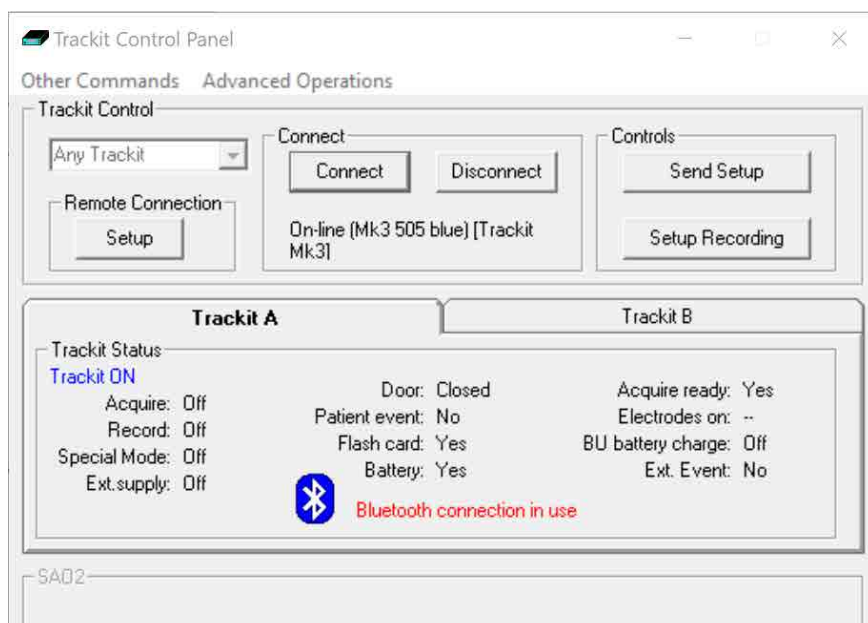 Trackit Control Panel
Other Commands Advanced Operations
Trackit Control
Any Trackit
Remote Connection
Setup
Connect
Connect Disconnect
On-line (Mk3 505 blue) [Trackit
Mk3]
Controls
Send Setup
Setup Recording
Trackit A Trackit B
Trackit Status
Trackit ON
Acquire: Off
Record: Off
Special Mode: Off
Ext.supply: Off
Door: Closed
Patient event: No
Flash card: Yes
Battery: Yes
Bluetooth connection in use
Acquire ready: Yes
Electrodes on: --
BU battery charge: Off
Ext. Event: No
SAO2